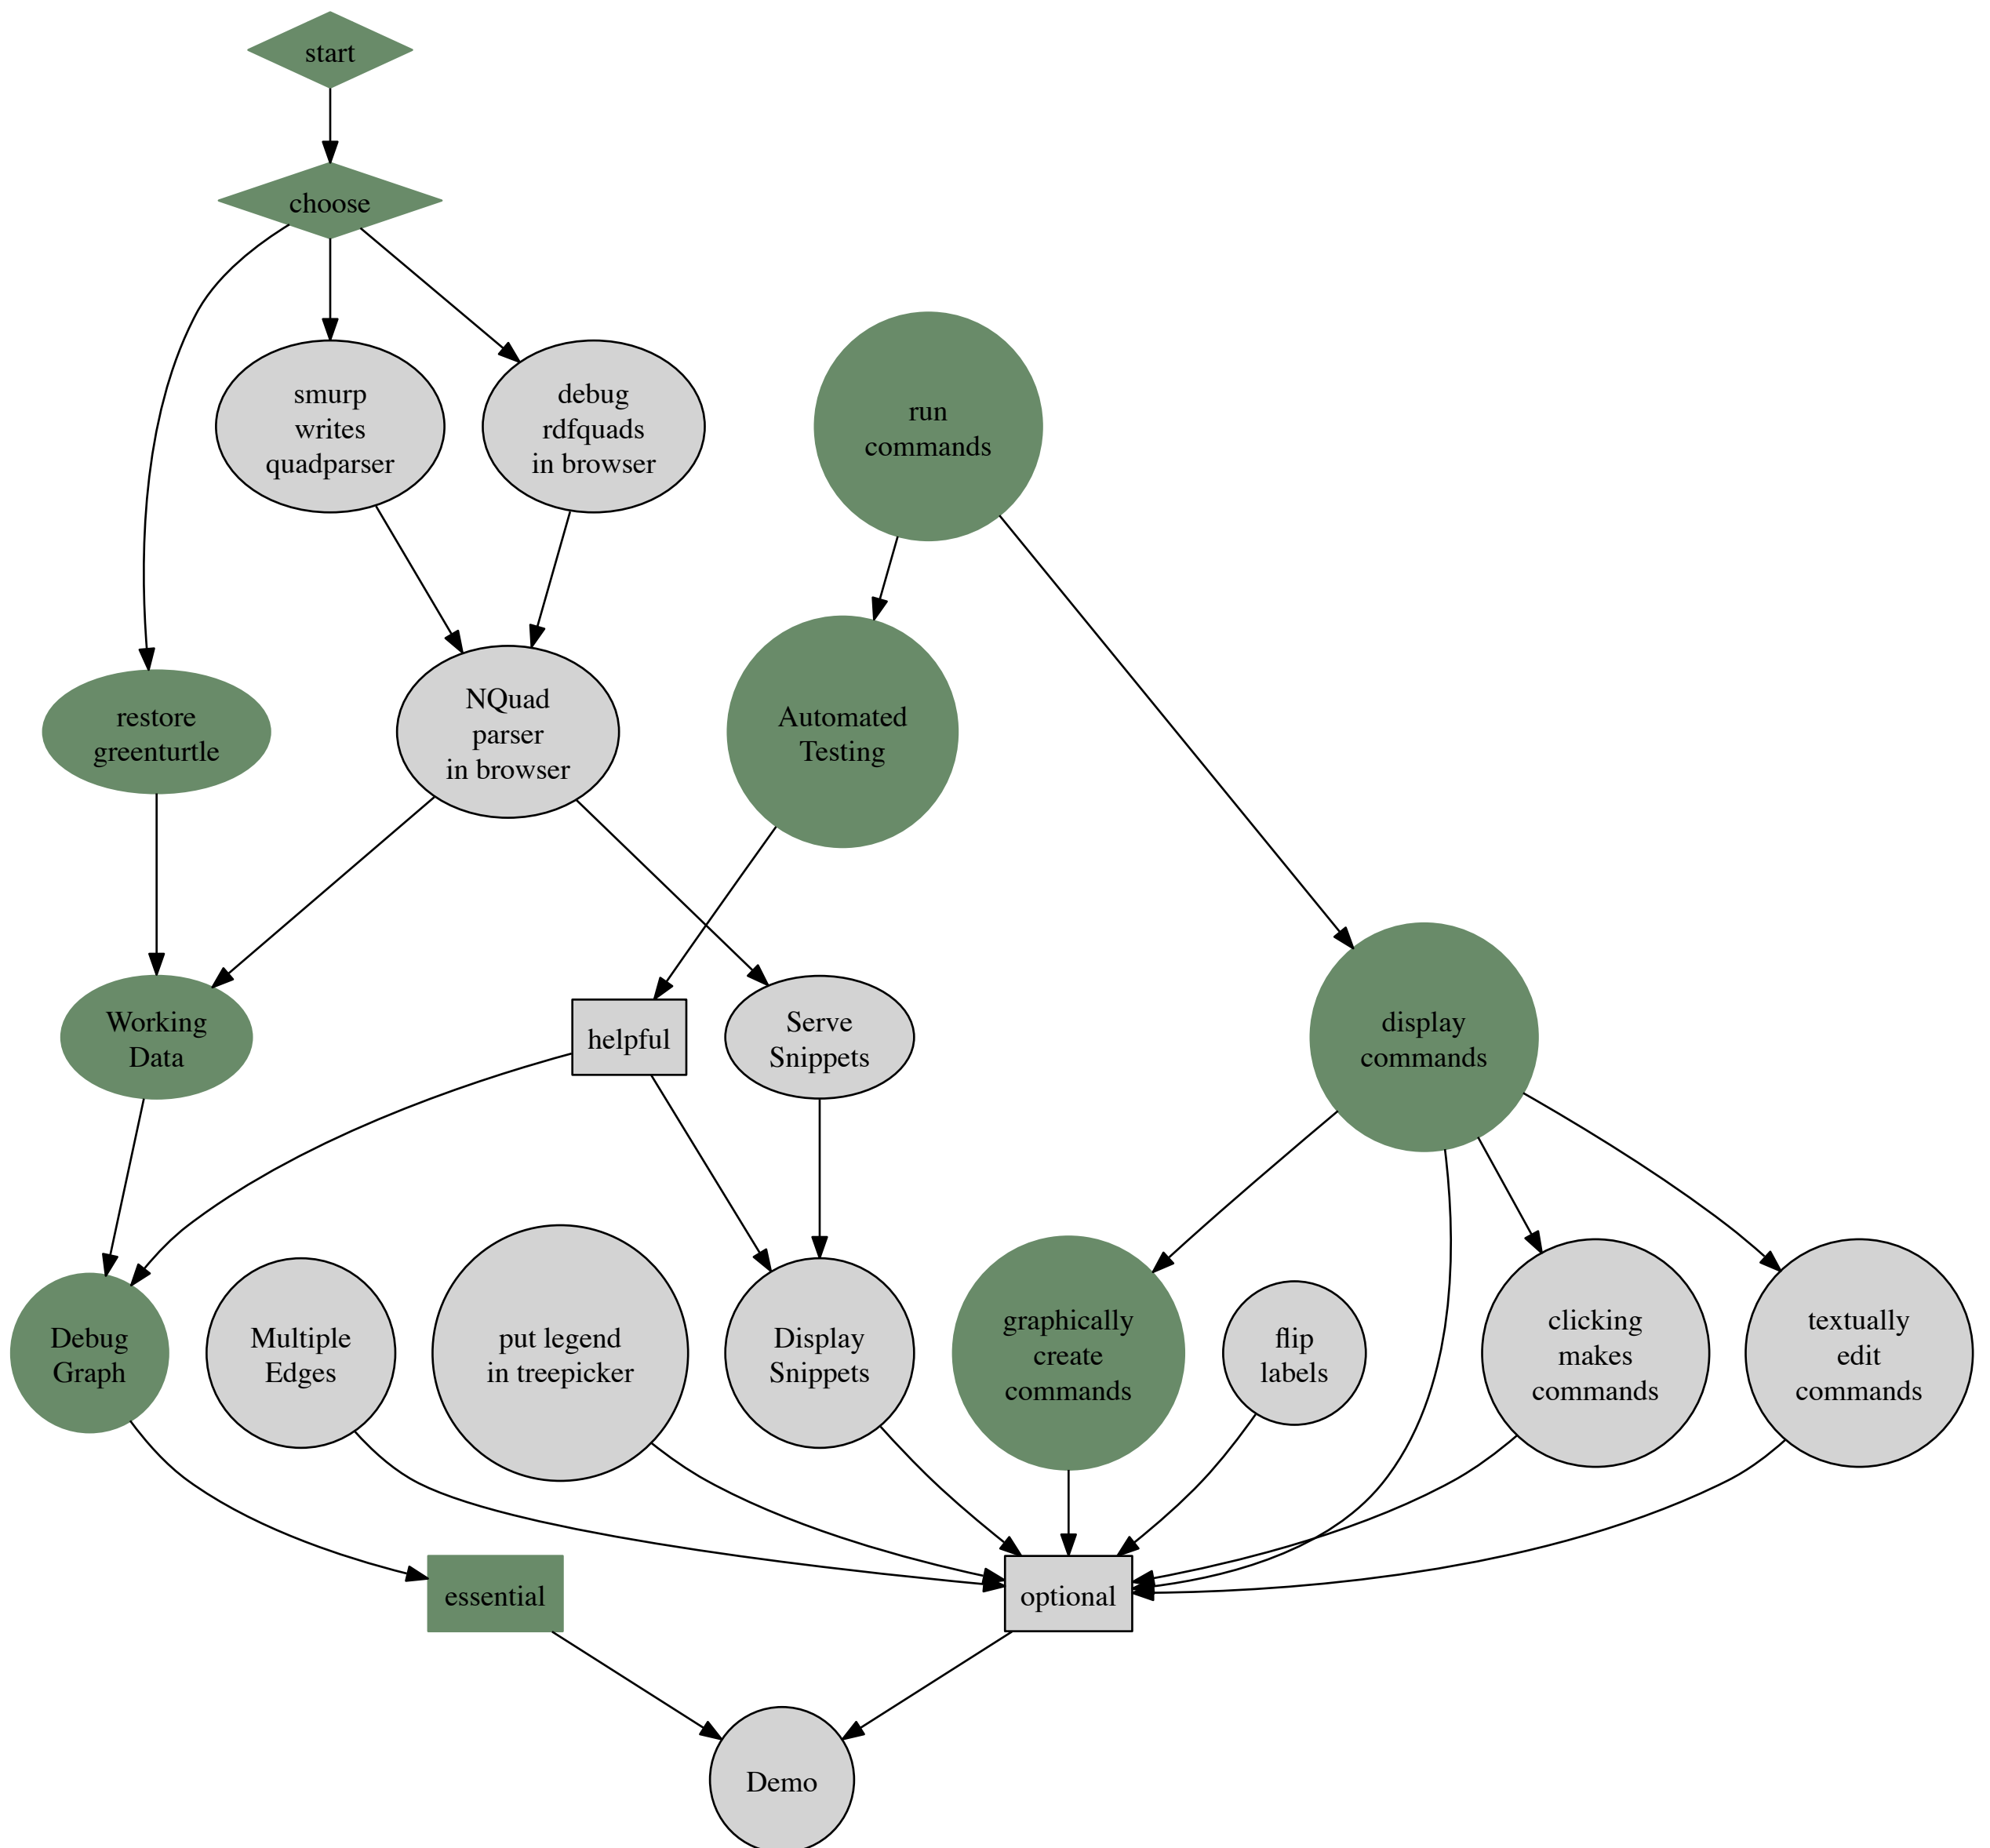 start
choose
smurp
writes
quadparser
debug
rdfquads
in browser
run
commands
restore
greenturtle
NQuad
parser
in browser
Automated
Testing
Working
Data
helpful
Serve
Snippets
display
commands
Debug
Graph
Multiple
Edges
put legend
in treepicker
Display
Snippets
graphically
create
commands
flip
labels
clicking
makes
commands
textually
edit
commands
essential
optional
Demo